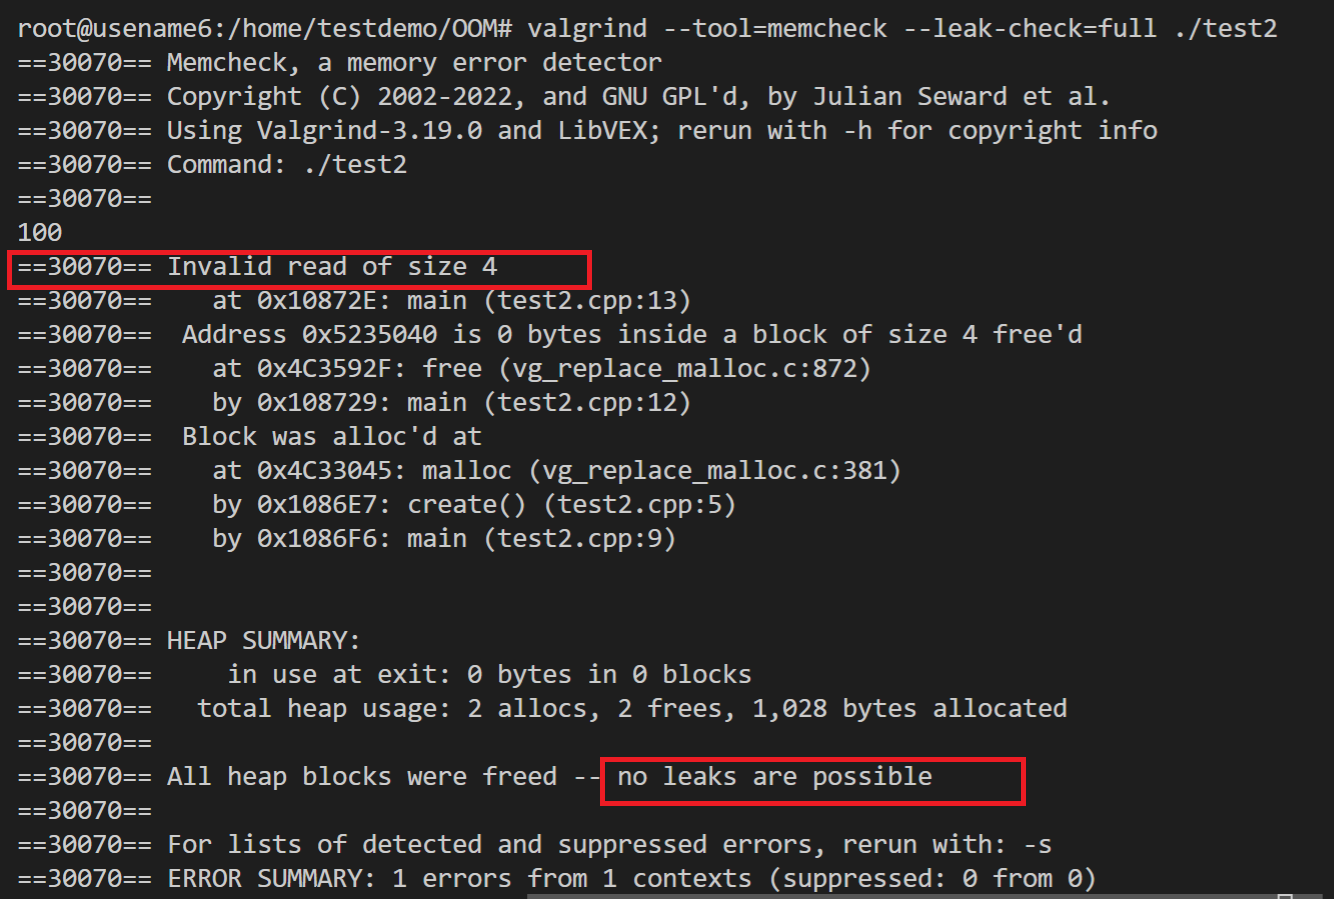 root@usename6:/home/testdemo/OOM# valgrind --tool=memcheck --leak-check=full ./test2
==30070== Memcheck, a memory error detector
==30070== Copyright (C) 2002-2022, and GNU GPL'd, by Julian Seward et al.
==30070== Using Valgrind-3.19.0 and LibVEX; rerun with -h for copyright info
==30070== Command: ./test2
==30070==
100
==30070== Invalid read of size 4
==30070==    at 0x10872E: main (test2.cpp:13)
==30070==  Address 0x5235040 is 0 bytes inside a block of size 4 free'd
==30070==    at 0x4C3592F: free (vg_replace_malloc.c:872)
==30070==    by 0x108729: main (test2.cpp:12)
==30070==  Block was alloc'd at
==30070==    at 0x4C33045: malloc (vg_replace_malloc.c:381)
==30070==    by 0x1086E7: create() (test2.cpp:5)
==30070==    by 0x1086F6: main (test2.cpp:9)
==30070==
==30070==
==30070== HEAP SUMMARY:
==30070==     in use at exit: 0 bytes in 0 blocks
==30070==   total heap usage: 2 allocs, 2 frees, 1,028 bytes allocated
==30070==
==30070== All heap blocks were freed -- no leaks are possible
==30070==
==30070== For lists of detected and suppressed errors, rerun with: -s
==30070== ERROR SUMMARY: 1 errors from 1 contexts (suppressed: 0 from 0)